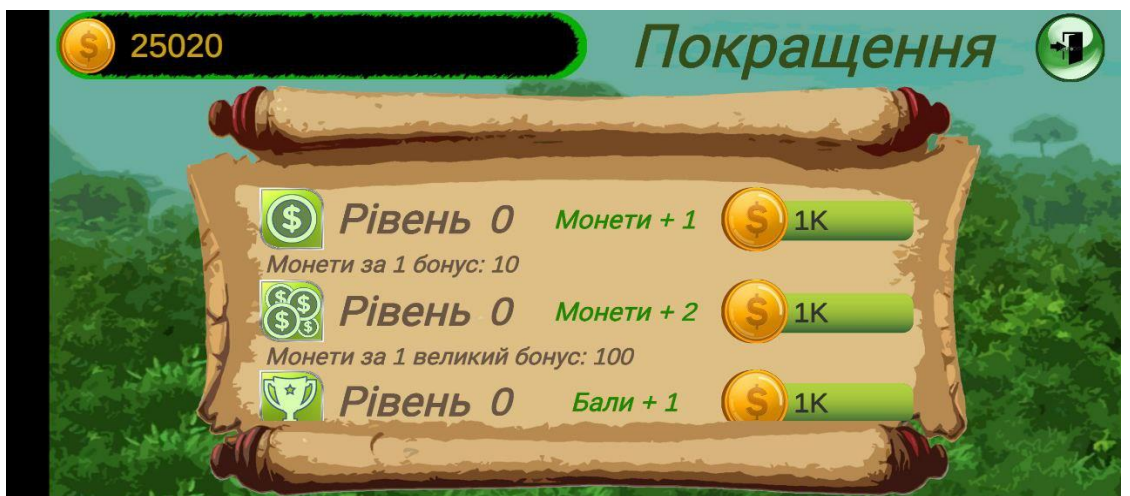 25020
Покращення
Рівень 0 Монети + 1 1K
Монети за 1 бонус: 10
Рівень 0 Монети + 2 1K
Монети за 1 великий бонус: 100
Рівень 0 Бали + 1 1K